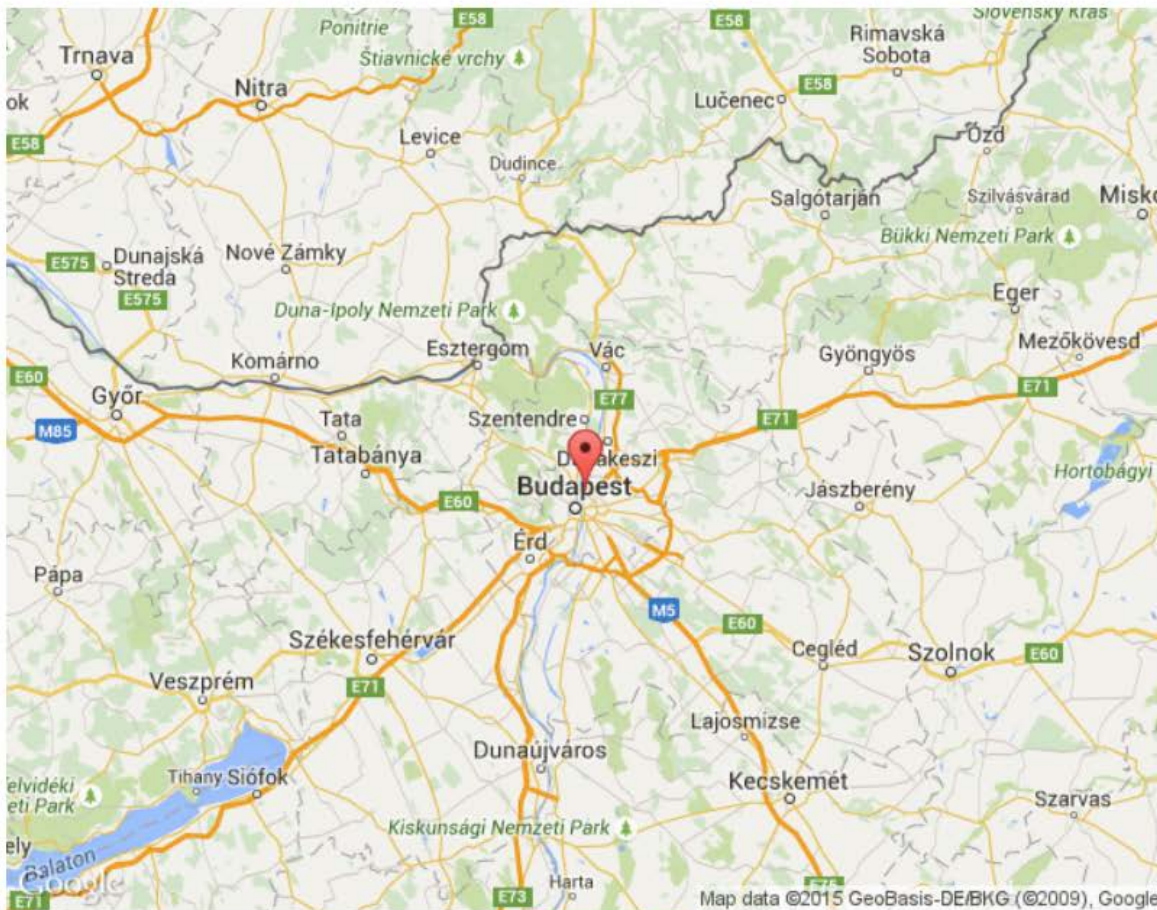 E58
Ponitrie
Slovenský Kras
Trnava
Štiavnické vrchy
Rimavská
Sobota
E58
ok
Nitra
Lučenec
E58
E58
Levice
Dudince
Ózd
Salgótarján
Szilvásvárad
Misko
E575
Dunajská
Streda
Nové Zámky
Bükki Nemzeti Park
E575
Duna-Ipoly Nemzeti Park
Eger
Komárno
Esztergom
Vác
Gyöngyös
Mezőkövesd
E60
Győr
E77
E71
M85
Tata
Szentendre
E71
Tatabánya
Hortobágyi
Budapest
E60
Jászberény
Érd
Pápa
M5
Székesfehérvár
E60
Cegléd
Szolnok
E60
Veszprém
E71
Lajosmizse
Dunaújváros
elvidéki
eti Park
Tihany
Siófok
Kecskemét
Szarvas
Kiskunsági Nemzeti Park
ely
Balaton
Google
E71
E73
Harta
E75
Map data ©2015 GeoBasis-DE/BKG (©2009), Google